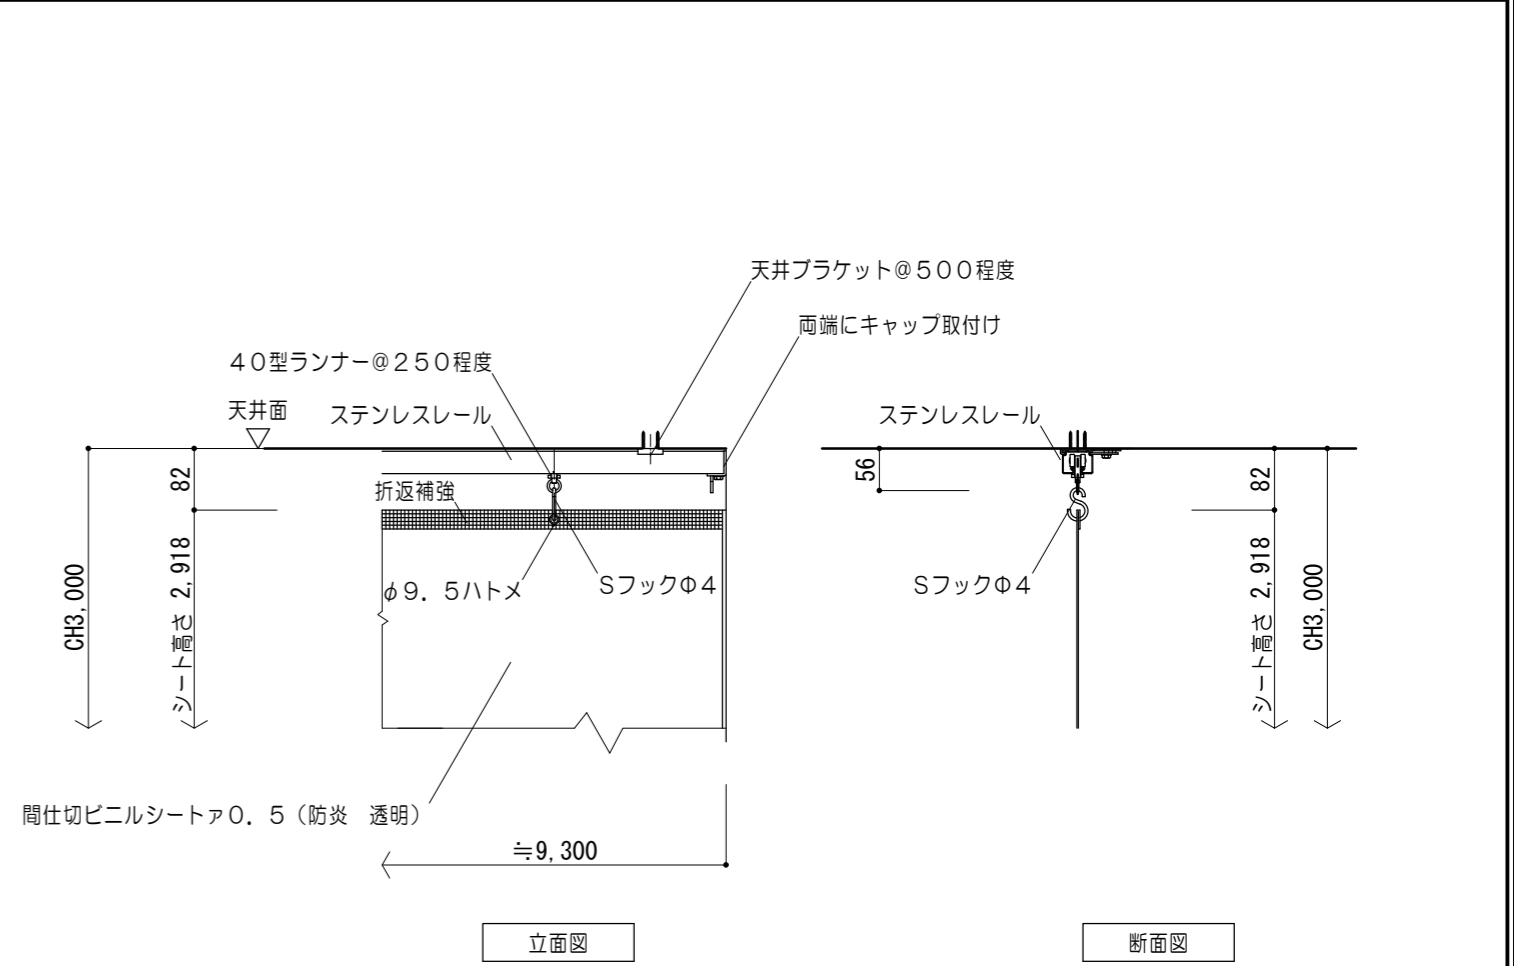 天井ブラケット＠５００程度
両端にキャップ取付け
４０型ランナー＠２５０程度
天井面
ステンレスレール
ステンレスレール
82
56
82
折返補強
φ９．５ハトメ
ＳフックΦ４
ＳフックΦ４
CH3,000
シート高さ 2,918
シート高さ 2,918
CH3,000
間仕切ビニルシートァ０．５（防炎　透明）
≒9,300
立面図
断面図